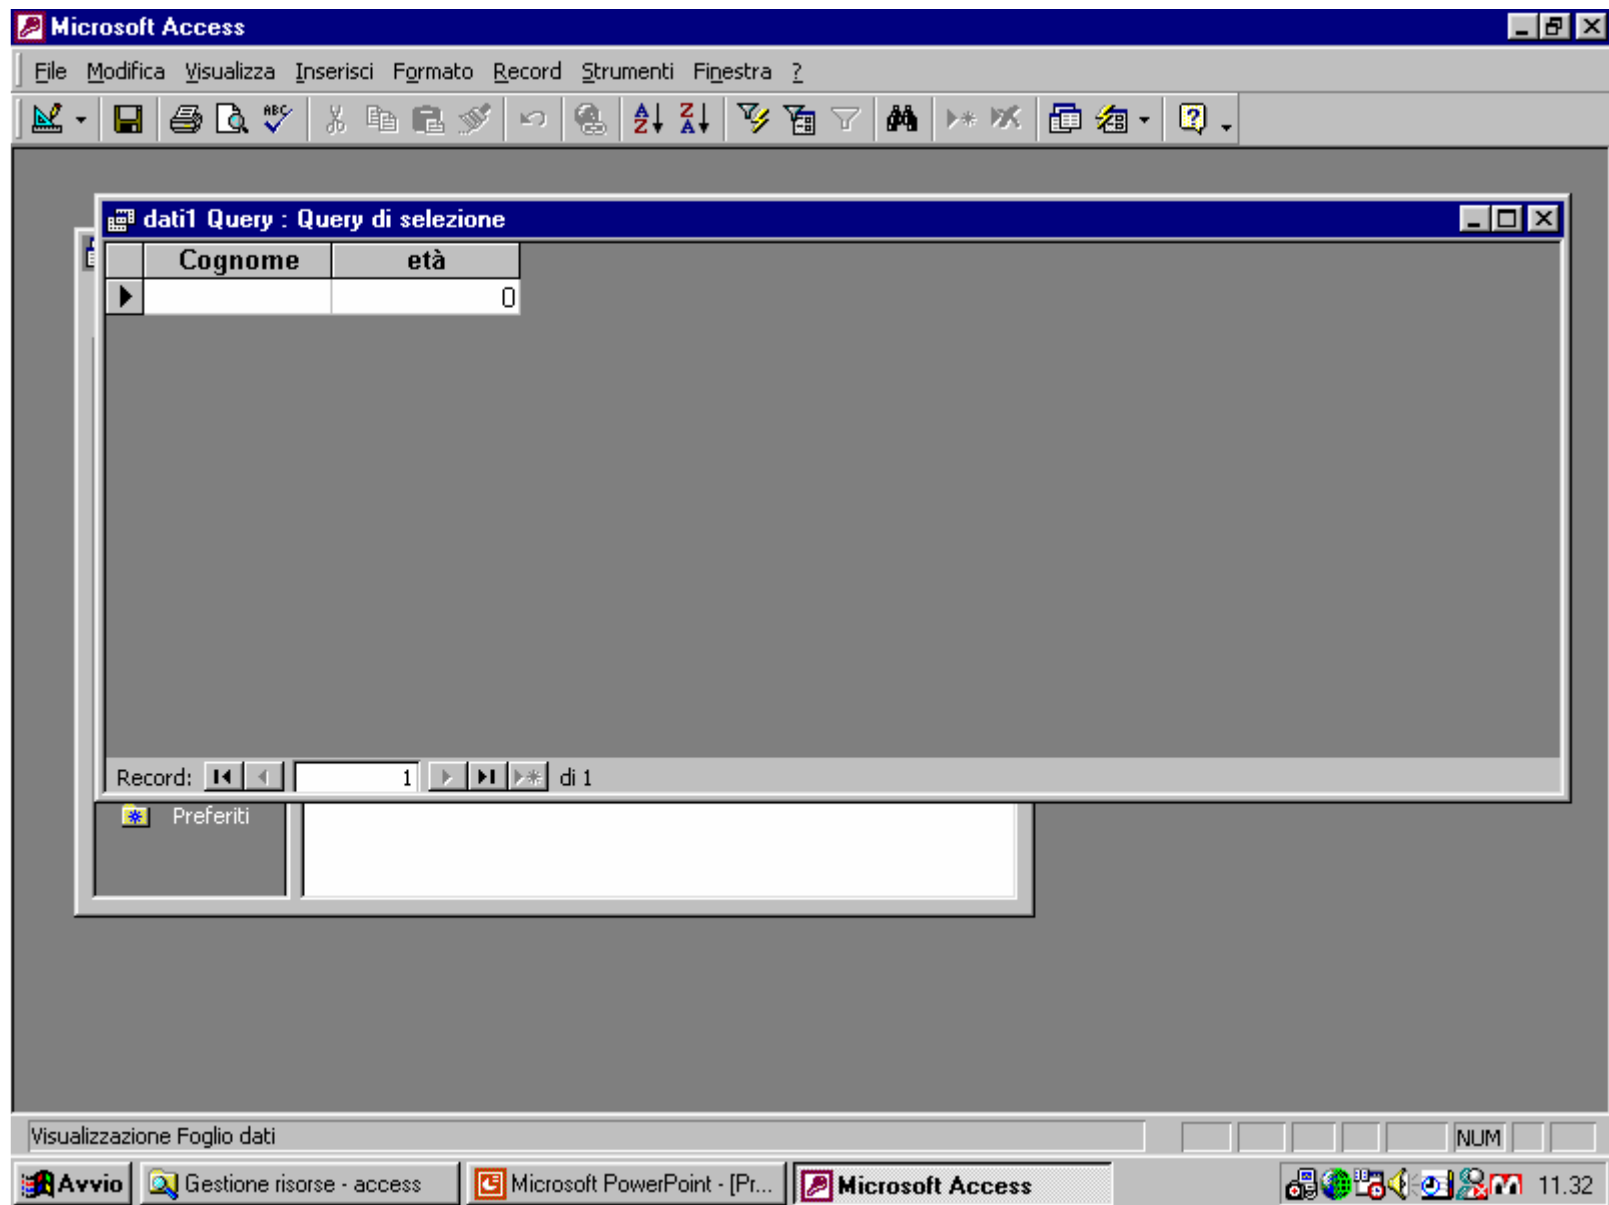 Microsoft Access
File Modifica Visualizza Inserisci Formato Record Strumenti Finestra ?
dati1 Query : Query di selezione
Cognome età
0
Record: 1 di 1
Preferiti
Visualizzazione Foglio dati NUM
Avvio Gestione risorse - access Microsoft PowerPoint - [Pr... Microsoft Access 11.32